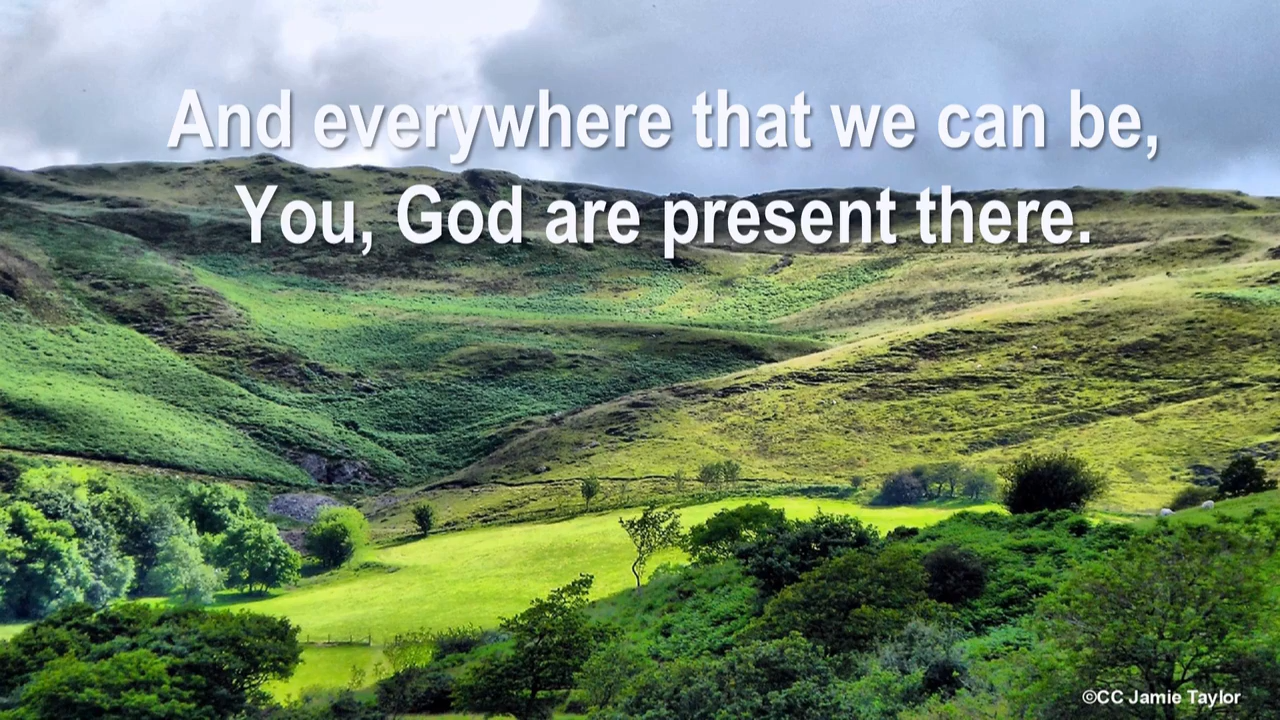 And everywhere that we can be,
You, God are present there.
©CC Jamie Taylor